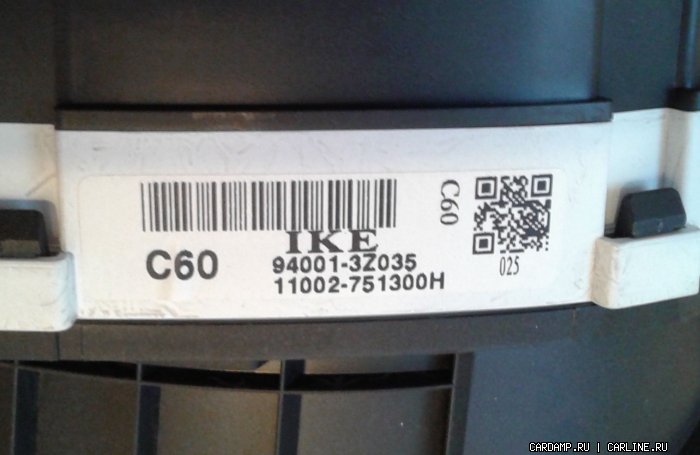 C60
IKE
C60
94001-3Z035
11002-751300H
025
CARDAMP.RU | CARLINE.RU